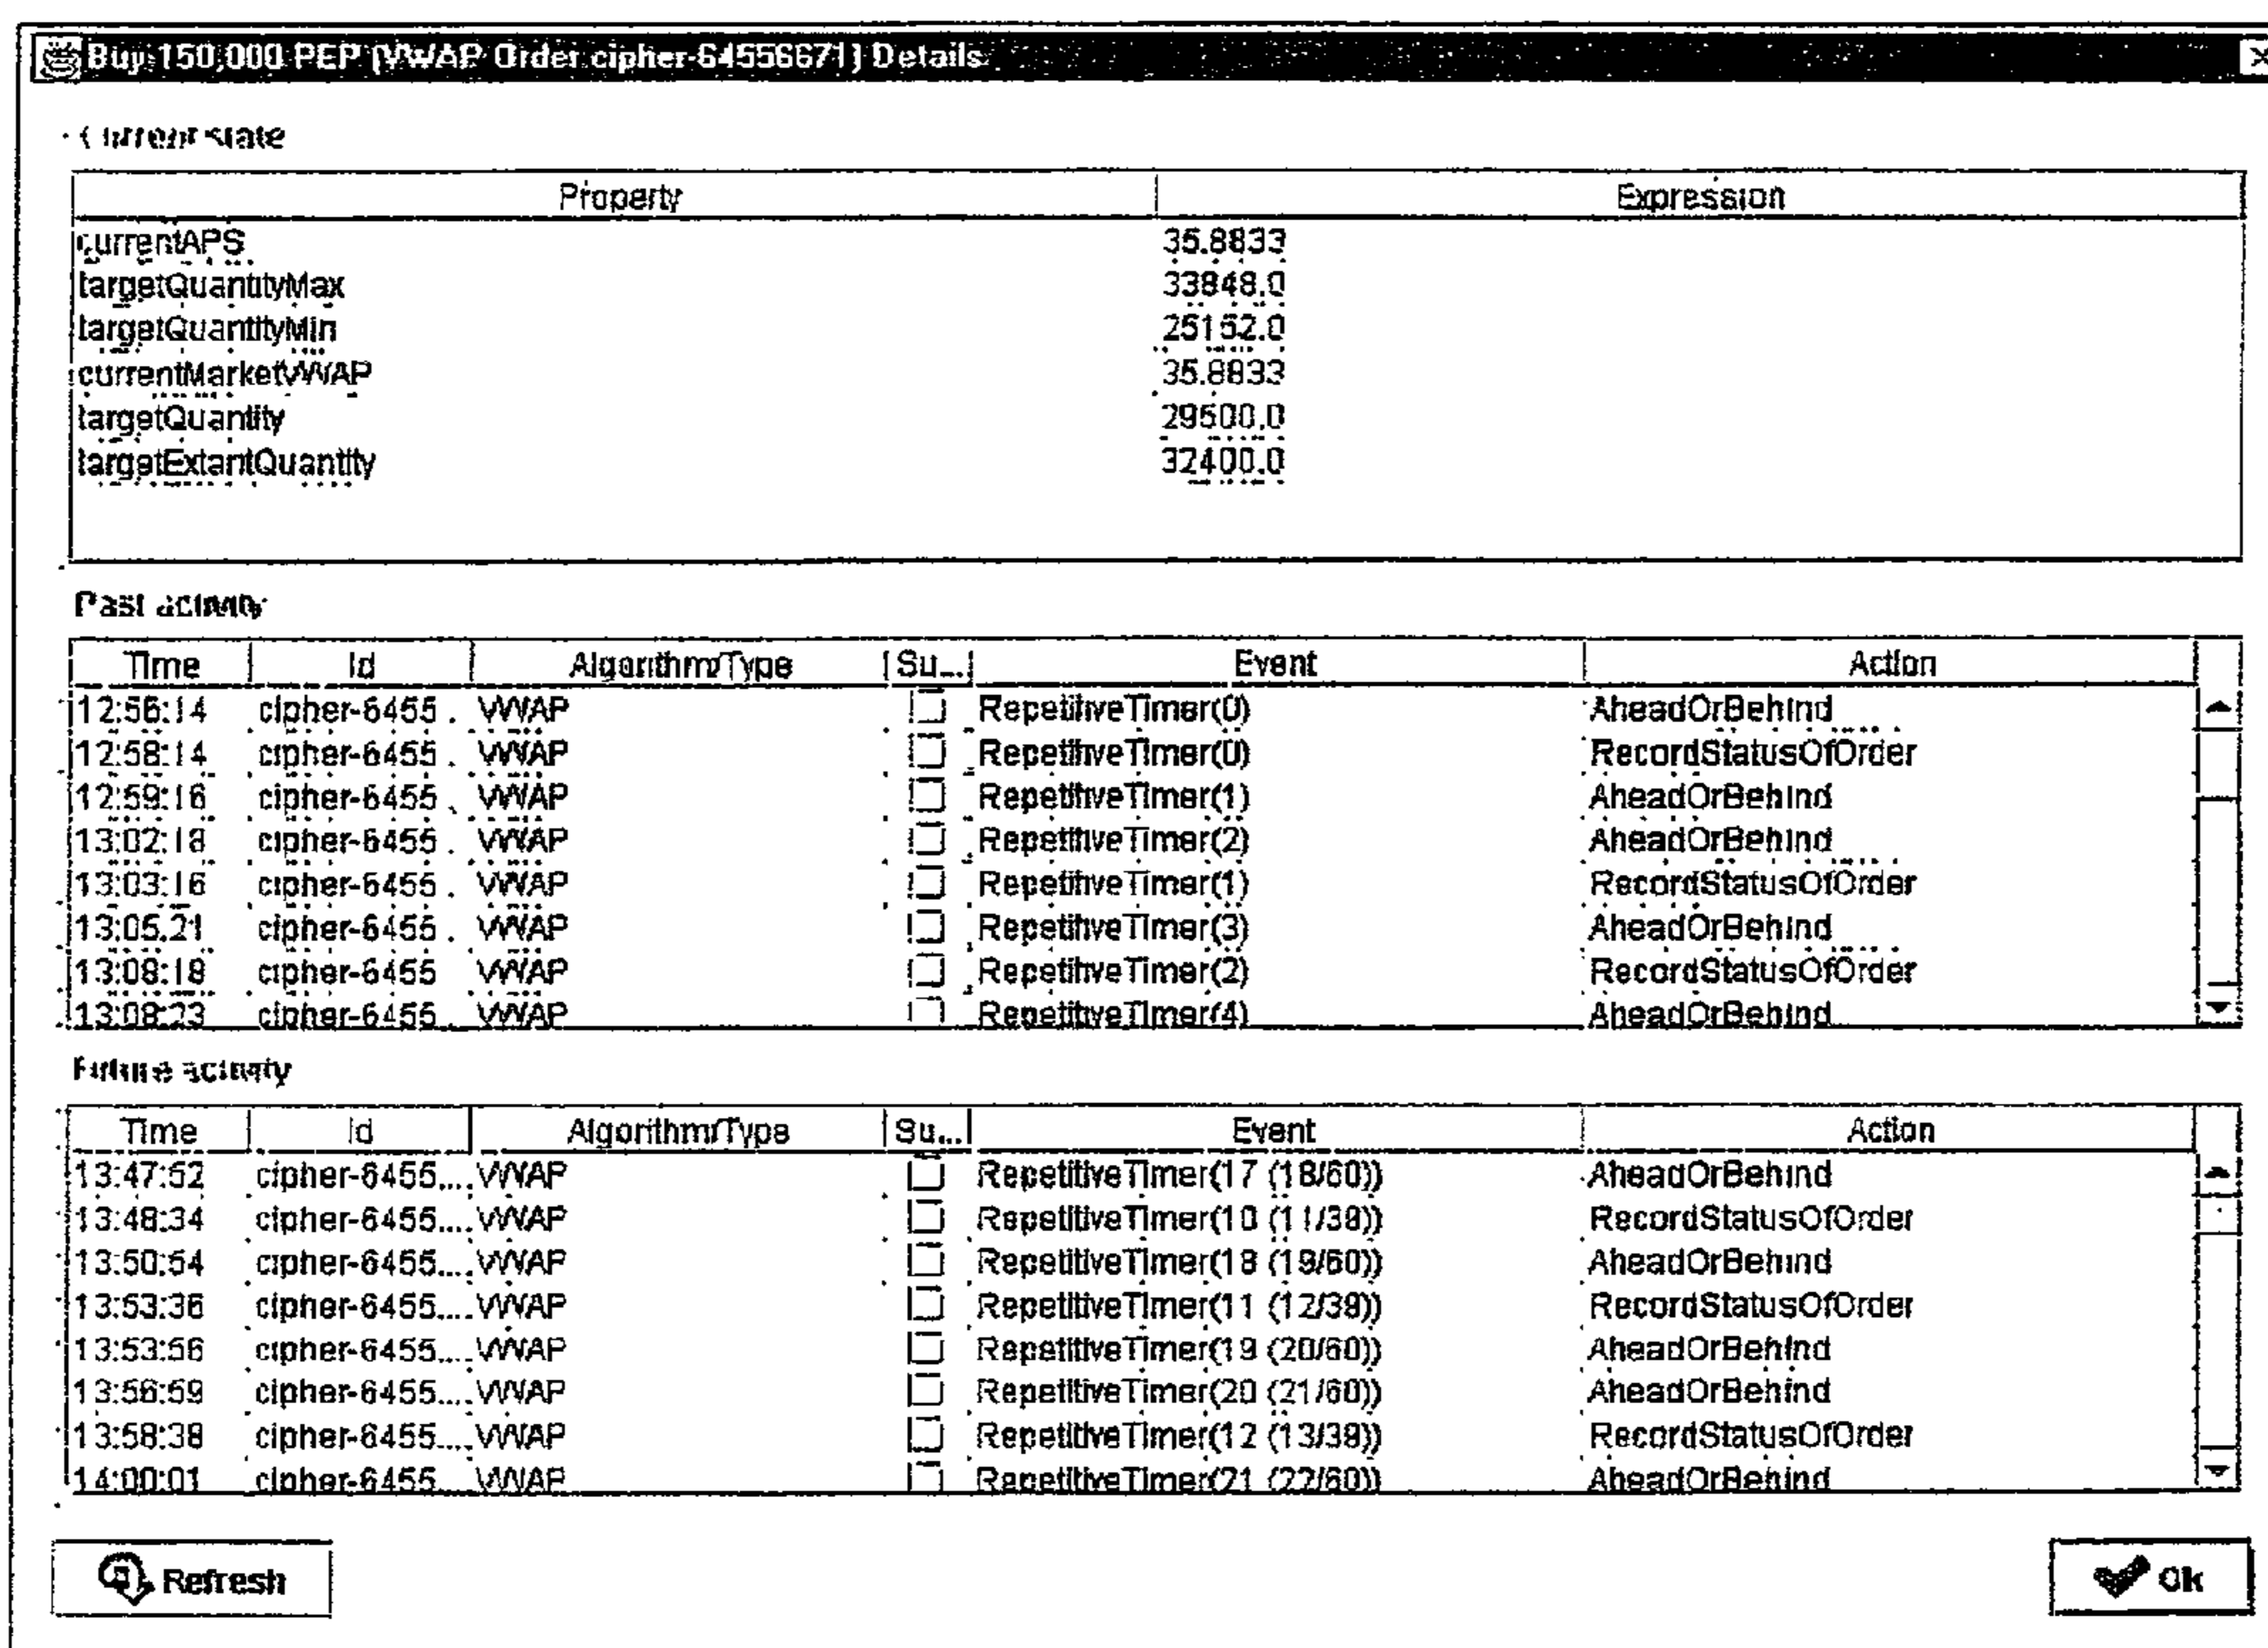 Buy 150,000 PEP (VWAP Order cipher-64556671) Details
Current state
Property Expression
currentAPS 35.8833
targetQuantityMax 33848.0
targetQuantityMin 25152.0
currentMarketVWAP 35.8833
targetQuantity 29500.0
targetExtantQuantity 32400.0
Past activity
Time Id Algorithm/Type Su... Event Action
12:56:14 cipher-6455 . VWAP RepetitiveTimer(0) AheadOrBehind
12:58:14 cipher-6455 . VWAP RepetitiveTimer(0) RecordStatusOfOrder
12:59:16 cipher-6455 . VWAP RepetitiveTimer(1) AheadOrBehind
13:02:18 cipher-6455 . VWAP RepetitiveTimer(2) AheadOrBehind
13:03:16 cipher-6455 . VWAP RepetitiveTimer(1) RecordStatusOfOrder
13:05:21 cipher-6455 . VWAP RepetitiveTimer(3) AheadOrBehind
13:08:18 cipher-6455 VWAP RepetitiveTimer(2) RecordStatusOfOrder
13:08:23 cipher-6455 . VWAP RepetitiveTimer(4) AheadOrBehind
Future activity
Time Id Algorithm/Type Su... Event Action
13:47:52 cipher-6455... VWAP RepetitiveTimer(17 (18/60)) AheadOrBehind
13:48:34 cipher-6455... VWAP RepetitiveTimer(10 (11/39)) RecordStatusOfOrder
13:50:54 cipher-6455... VWAP RepetitiveTimer(18 (19/60)) AheadOrBehind
13:53:36 cipher-6455... VWAP RepetitiveTimer(11 (12/39)) RecordStatusOfOrder
13:53:56 cipher-6455... VWAP RepetitiveTimer(19 (20/60)) AheadOrBehind
13:56:59 cipher-6455... VWAP RepetitiveTimer(20 (21/60)) AheadOrBehind
13:58:38 cipher-6455... VWAP RepetitiveTimer(12 (13/39)) RecordStatusOfOrder
14:00:01 cipher-6455... VWAP RepetitiveTimer(21 (22/60)) AheadOrBehind
Refresh Ok